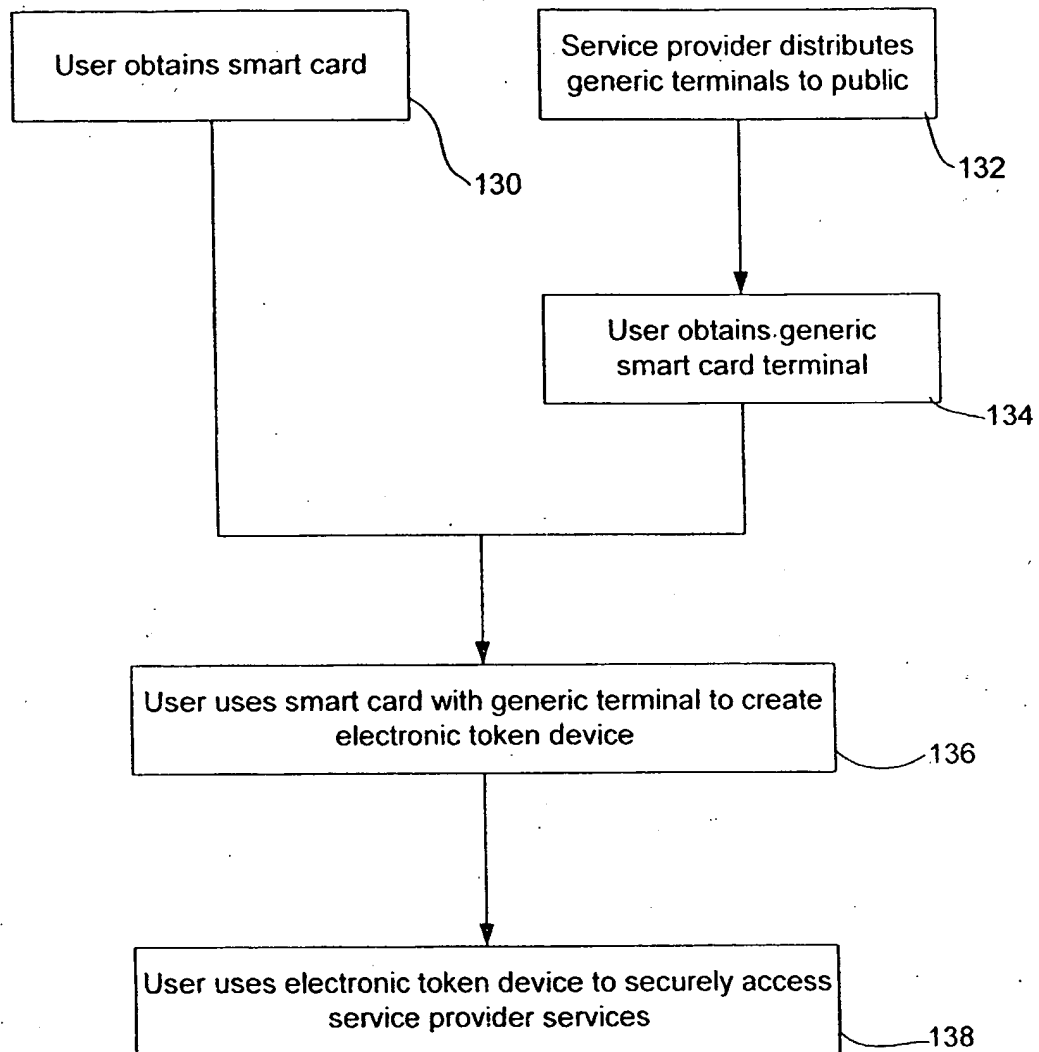 User obtains smart card
130
Service provider distributes
generic terminals to public
132
User obtains generic
smart card terminal
134
User uses smart card with generic terminal to create
electronic token device
136
User uses electronic token device to securely access
service provider services
138